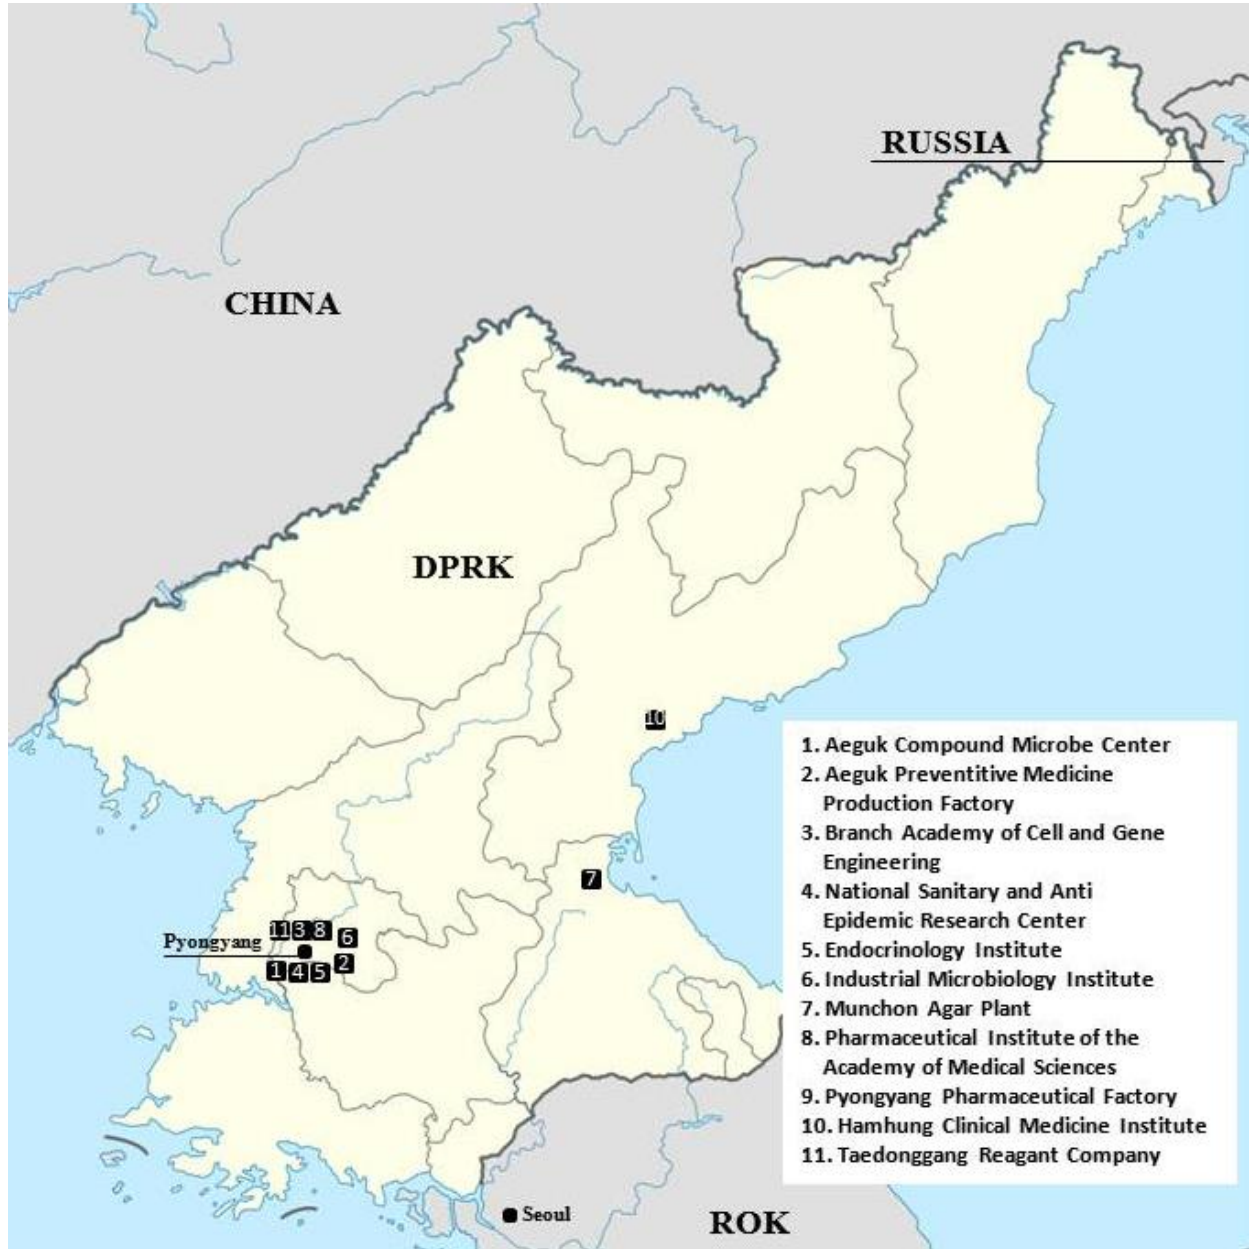 RUSSIA
CHINA
DPRK
10
7
11 3 8
6
Pyongyang
1 4 5
2
1. Aeguk Compound Microbe Center
2. Aeguk Preventitive Medicine
Production Factory
3. Branch Academy of Cell and Gene
Engineering
4. National Sanitary and Anti
Epidemic Research Center
5. Endocrinology Institute
6. Industrial Microbiology Institute
7. Munchon Agar Plant
8. Pharmaceutical Institute of the
Academy of Medical Sciences
9. Pyongyang Pharmaceutical Factory
10. Hamhung Clinical Medicine Institute
11. Taedonggang Reagant Company
Seoul
ROK